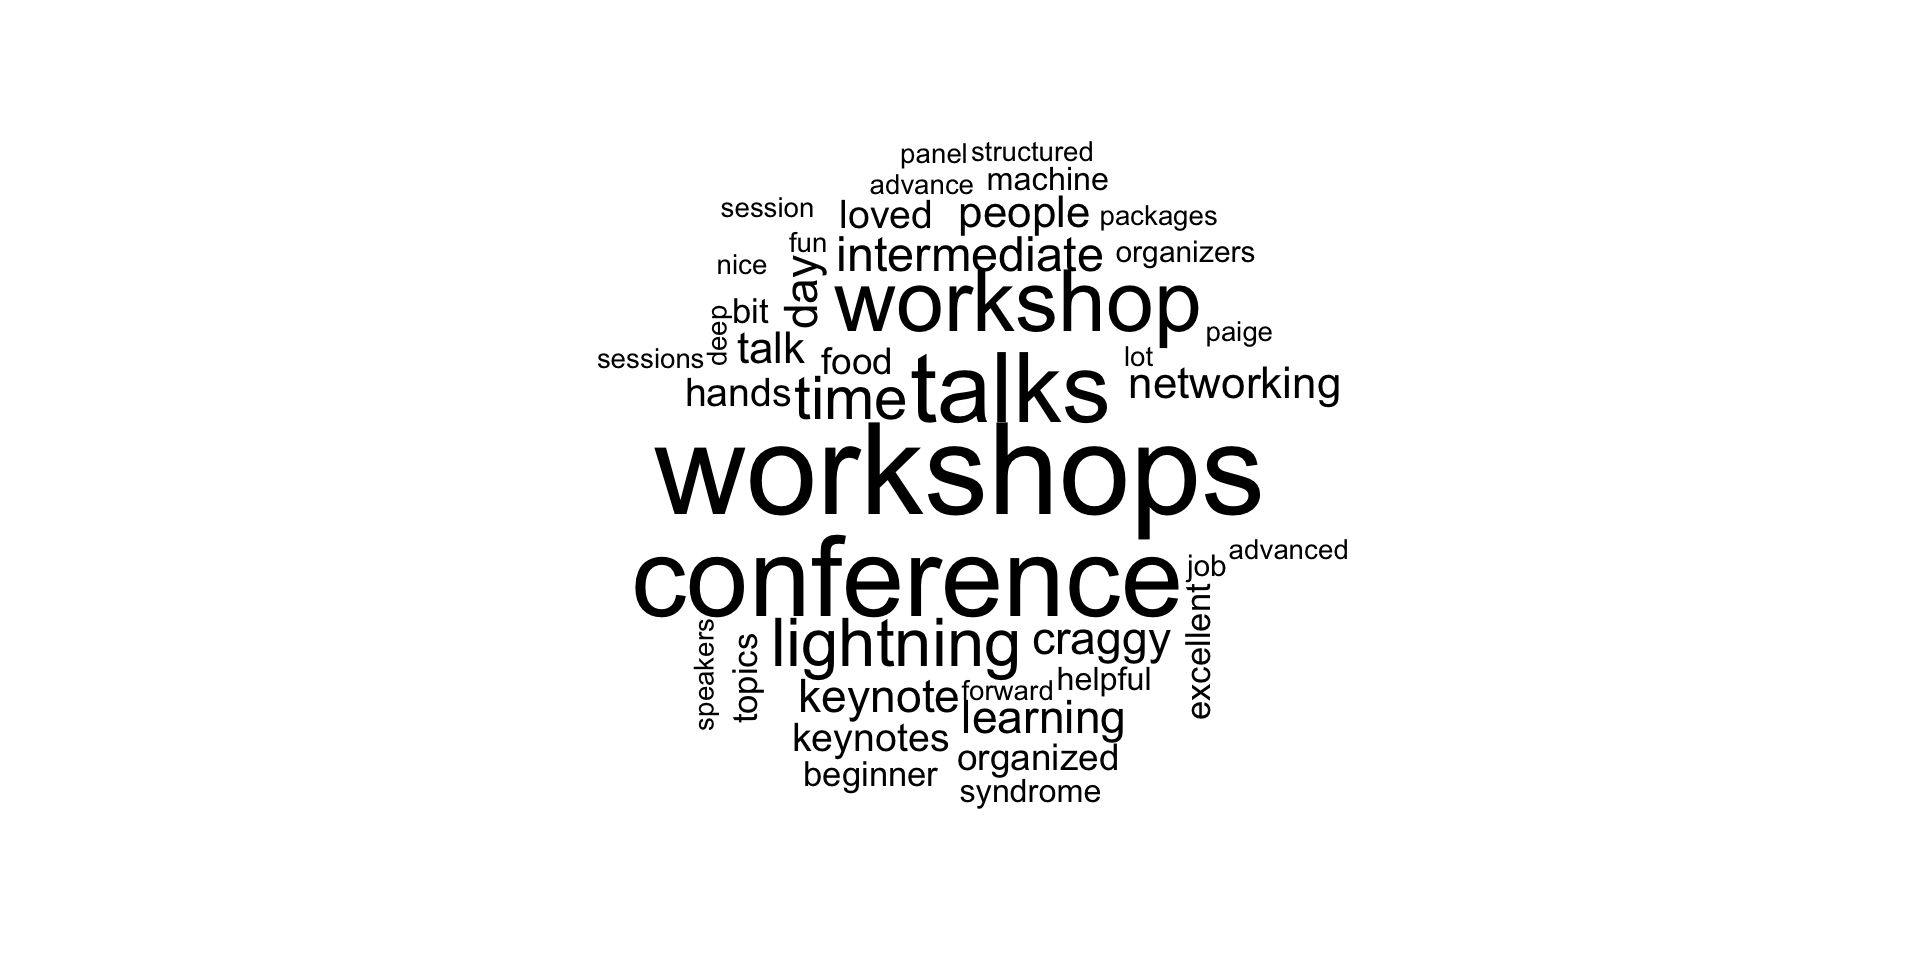 panel structured
advance machine
session loved people packages
fun intermediate organizers
nice day
bit workshop
deep paige
sessions talk food talks lot
hands time networking
workshops
conference job advanced
excellent
speakers topics lightning craggy
keynote forward helpful
learning
keynotes organized
beginner syndrome